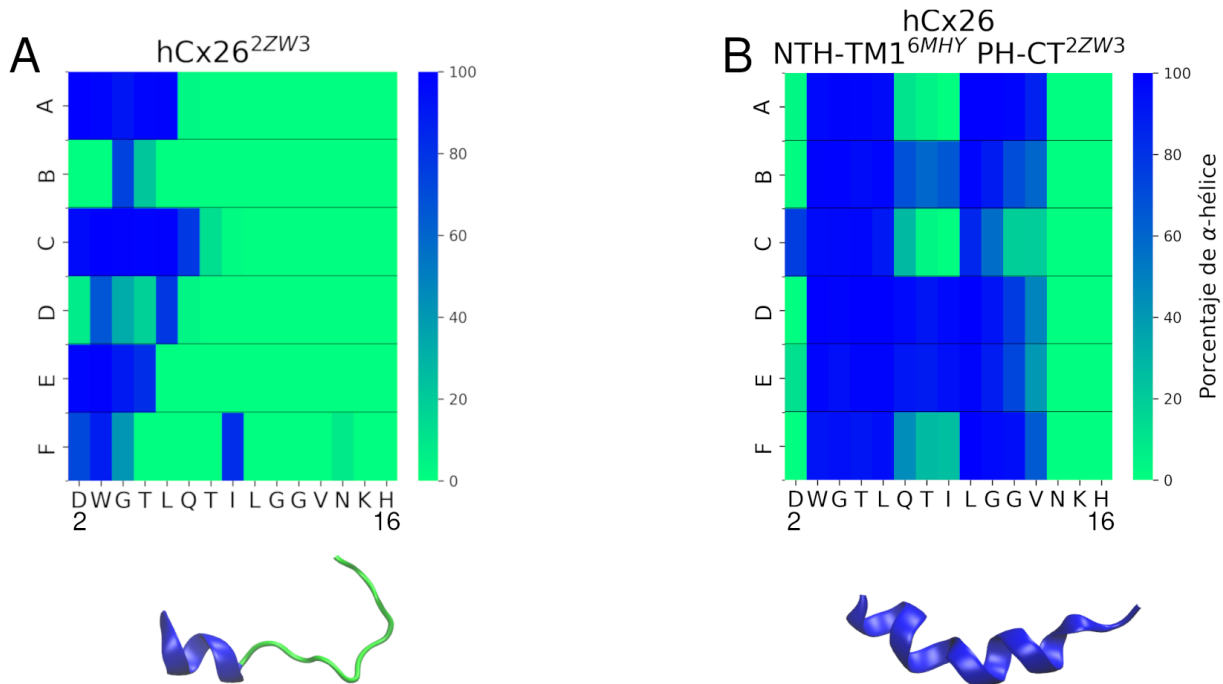 A
hCx26^2ZW3
100
80
60
40
20
0
A
B
C
D
E
F
D W G T L Q T I L G G V N K H
2 16
B
hCx26
NTH-TM1^6MHY PH-CT^2ZW3
100
80
60
40
20
0
Porcentaje de α-hélice
A
B
C
D
E
F
D W G T L Q T I L G G V N K H
2 16